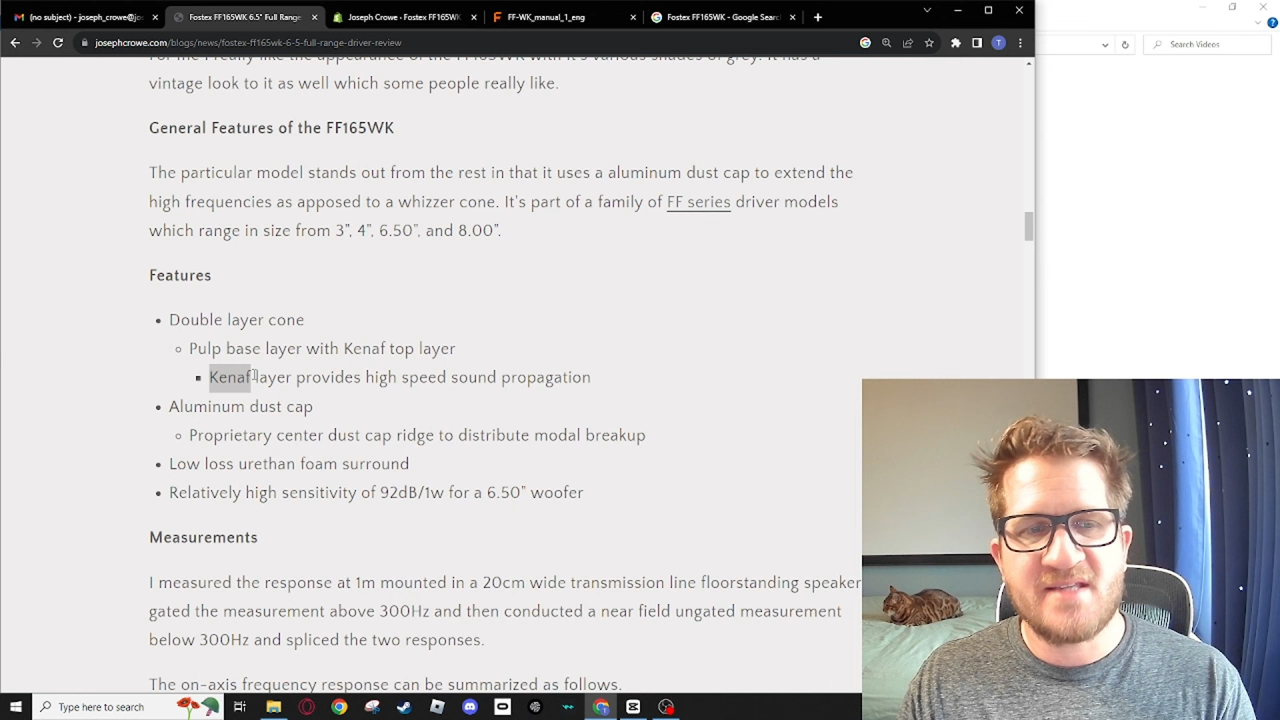 (no subject) - joseph_crowe@jo
Fostex FF165WK 6.5" Full Range
Joseph Crowe · Fostex FF165WK
FF-WK_manual_1_eng
Fostex FF165WK - Google Searc
josephcrowe.com/blogs/news/fostex-ff165wk-6-5-full-range-driver-review
T
Search Videos
vintage look to it as well which some people really like.
General Features of the FF165WK
The particular model stands out from the rest in that it uses a aluminum dust cap to extend the
high frequencies as apposed to a whizzer cone. It's part of a family of FF series driver models
which range in size from 3", 4", 6.50", and 8.00".
Features
Double layer cone
Pulp base layer with Kenaf top layer
Kenaf layer provides high speed sound propagation
Aluminum dust cap
Proprietary center dust cap ridge to distribute modal breakup
Low loss urethan foam surround
Relatively high sensitivity of 92dB/1w for a 6.50" woofer
Measurements
I measured the response at 1m mounted in a 20cm wide transmission line floorstanding speaker
gated the measurement above 300Hz and then conducted a near field ungated measurement
below 300Hz and spliced the two responses.
The on-axis frequency response can be summarized as follows.
Type here to search